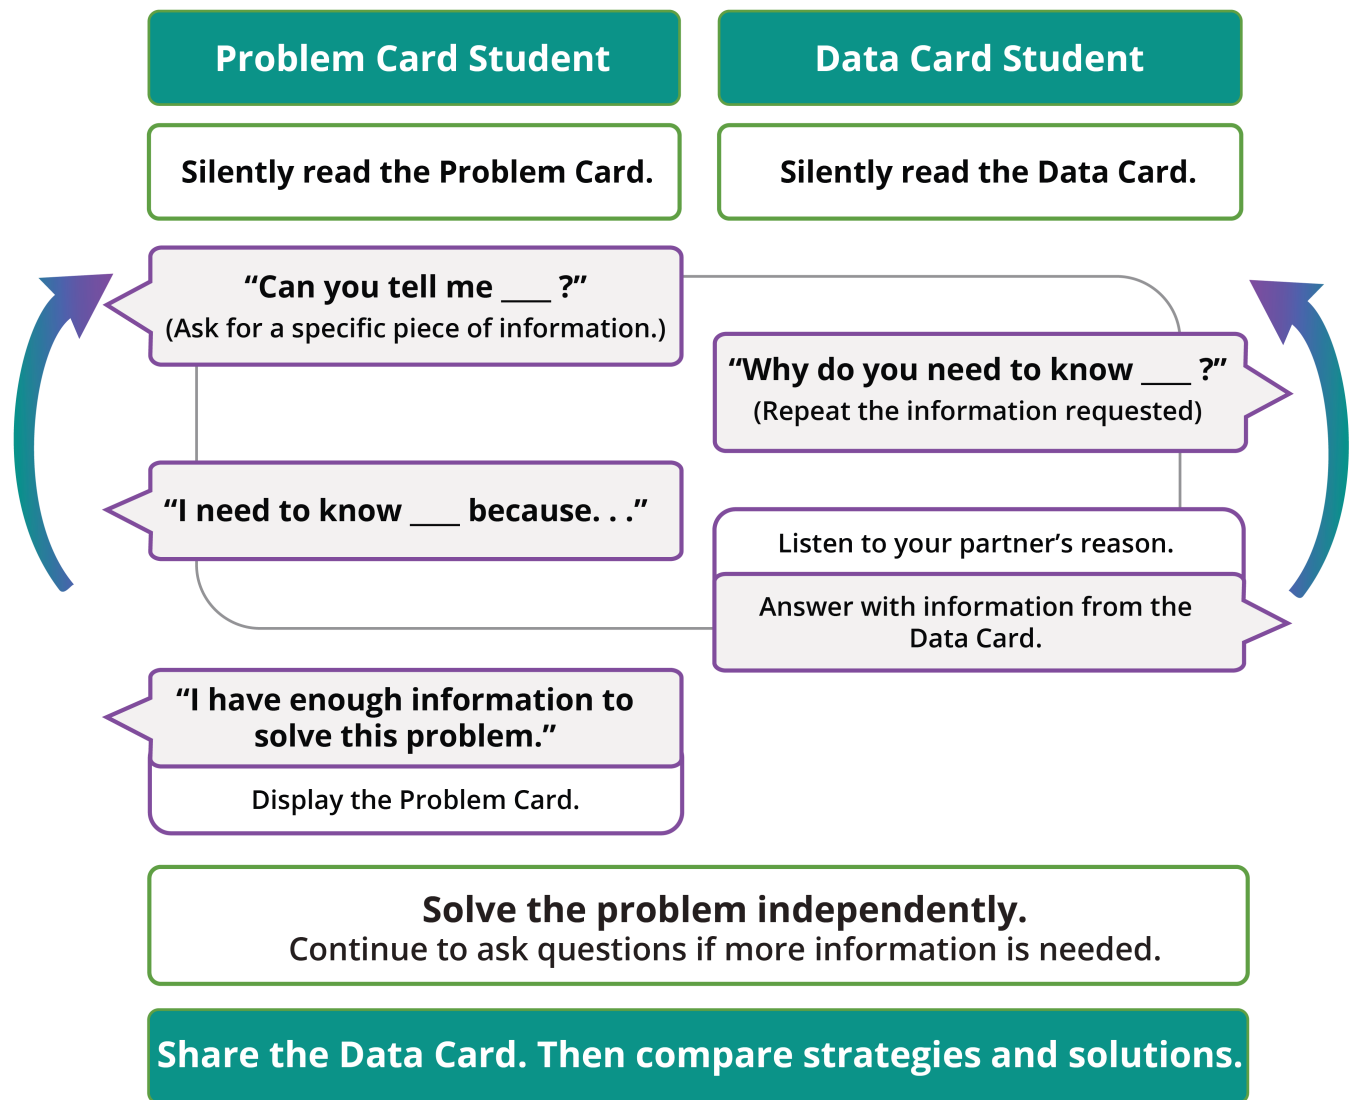 Problem Card Student
Data Card Student
Silently read the Problem Card.
Silently read the Data Card.
“Can you tell me ____ ?”
(Ask for a specific piece of information.)
“Why do you need to know ____ ?”
(Repeat the information requested)
“I need to know ____ because. . .”
Listen to your partner’s reason.
Answer with information from the
Data Card.
“I have enough information to
solve this problem.”
Display the Problem Card.
Solve the problem independently.
Continue to ask questions if more information is needed.
Share the Data Card. Then compare strategies and solutions.